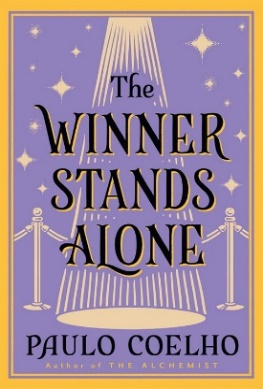 The
WINNER
STANDS
ALONE
PAULO COELHO
Author of THE ALCHEMIST